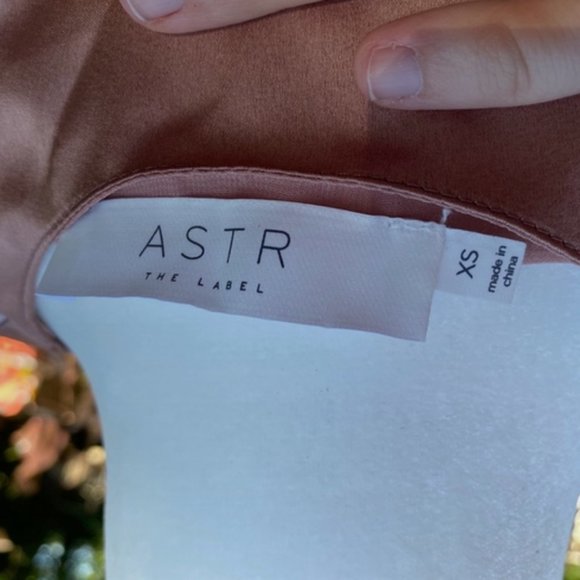 ASTR
THE LABEL
XS
made in
china